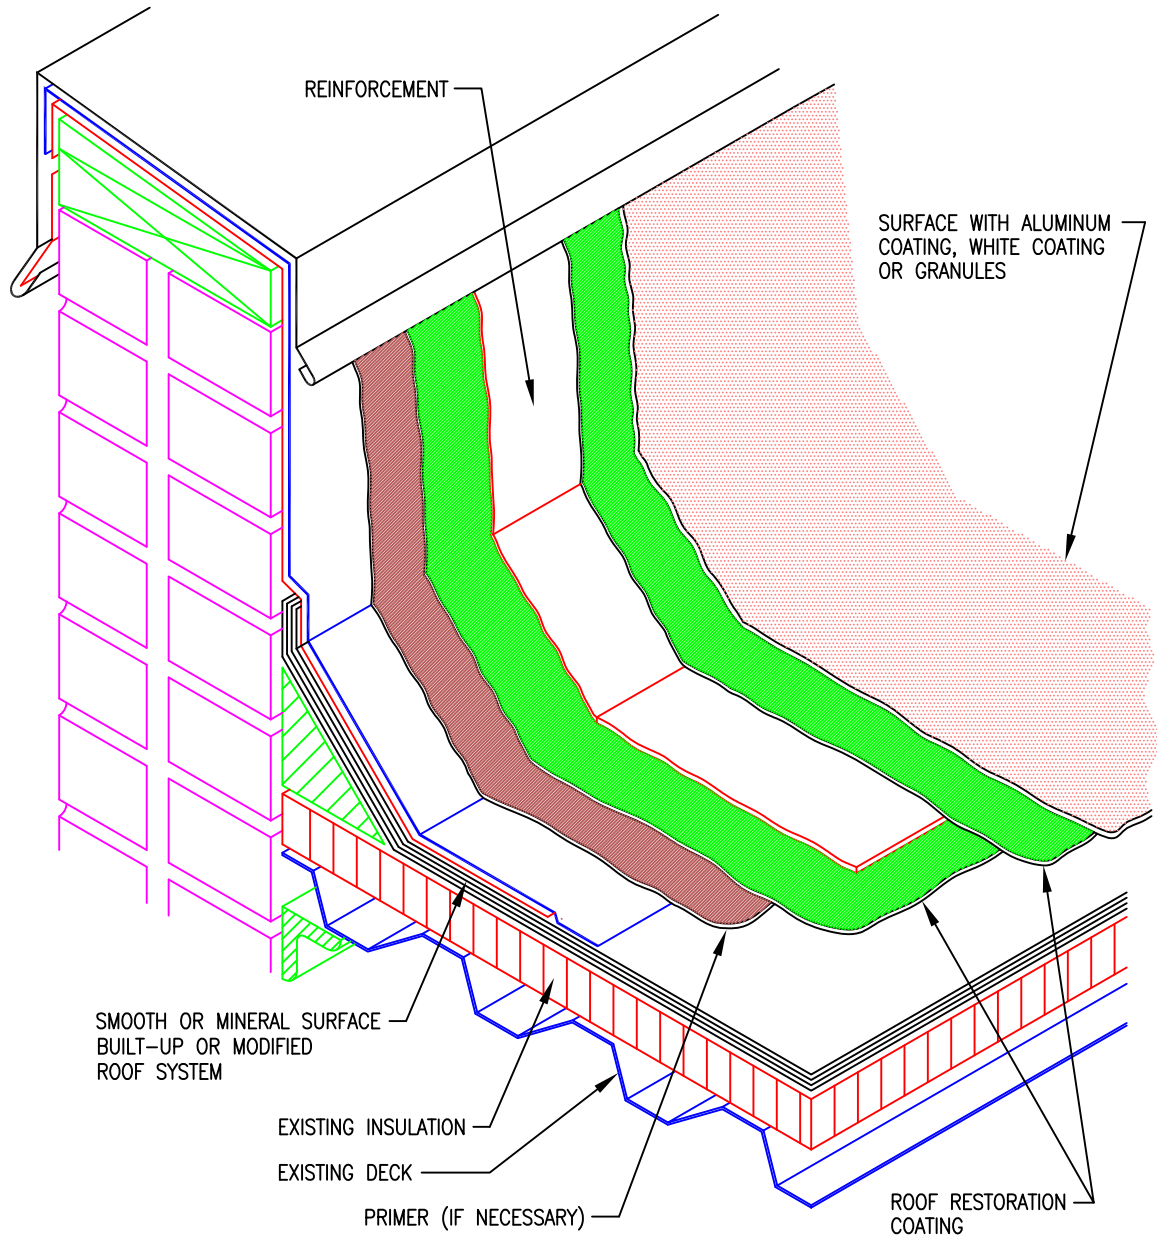 REINFORCEMENT
SURFACE WITH ALUMINUM
COATING, WHITE COATING
OR GRANULES
SMOOTH OR MINERAL SURFACE
BUILT-UP OR MODIFIED
ROOF SYSTEM
EXISTING INSULATION
EXISTING DECK
PRIMER (IF NECESSARY)
ROOF RESTORATION
COATING